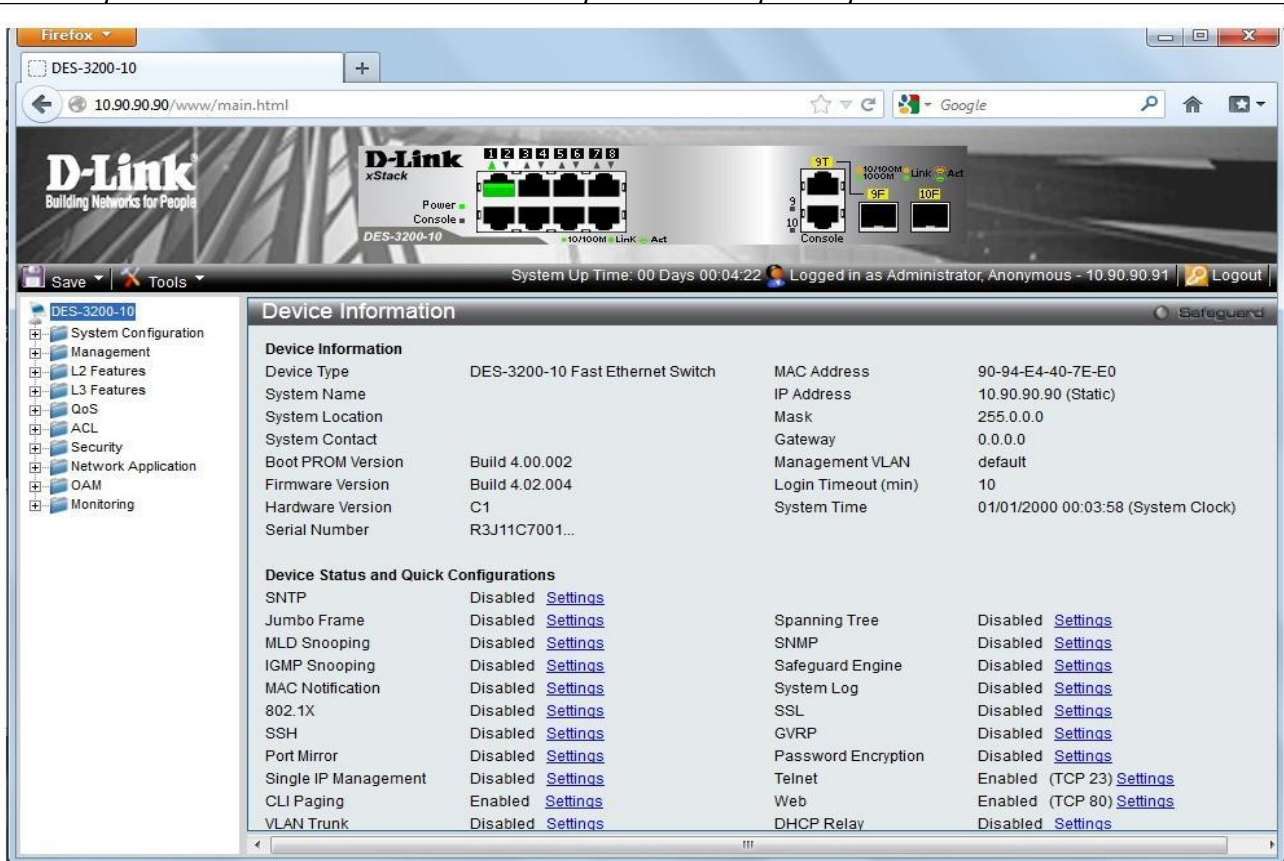 Firefox
DES-3200-10
10.90.90.90/www/main.html
Google
D-Link
Building Networks for People
D-Link
xStack
1 2 3 4 5 6 7 8
Power
Console
DES-3200-10
10/100M Link Act
9T
10/100M
1000M
Link Act
9F 10F
9
10
Console
Save Tools System Up Time: 00 Days 00:04:22 Logged in as Administrator, Anonymous - 10.90.90.91 Logout
DES-3200-10
System Configuration
Management
L2 Features
L3 Features
QoS
ACL
Security
Network Application
OAM
Monitoring
Device Information Safeguard
Device Information
Device Type DES-3200-10 Fast Ethernet Switch MAC Address 90-94-E4-40-7E-E0
System Name IP Address 10.90.90.90 (Static)
System Location Mask 255.0.0.0
System Contact Gateway 0.0.0.0
Boot PROM Version Build 4.00.002 Management VLAN default
Firmware Version Build 4.02.004 Login Timeout (min) 10
Hardware Version C1 System Time 01/01/2000 00:03:58 (System Clock)
Serial Number R3J11C7001...
Device Status and Quick Configurations
SNTP Disabled Settings
Jumbo Frame Disabled Settings Spanning Tree Disabled Settings
MLD Snooping Disabled Settings SNMP Disabled Settings
IGMP Snooping Disabled Settings Safeguard Engine Disabled Settings
MAC Notification Disabled Settings System Log Disabled Settings
802.1X Disabled Settings SSL Disabled Settings
SSH Disabled Settings GVRP Disabled Settings
Port Mirror Disabled Settings Password Encryption Disabled Settings
Single IP Management Disabled Settings Telnet Enabled (TCP 23) Settings
CLI Paging Enabled Settings Web Enabled (TCP 80) Settings
VLAN Trunk Disabled Settings DHCP Relay Disabled Settings